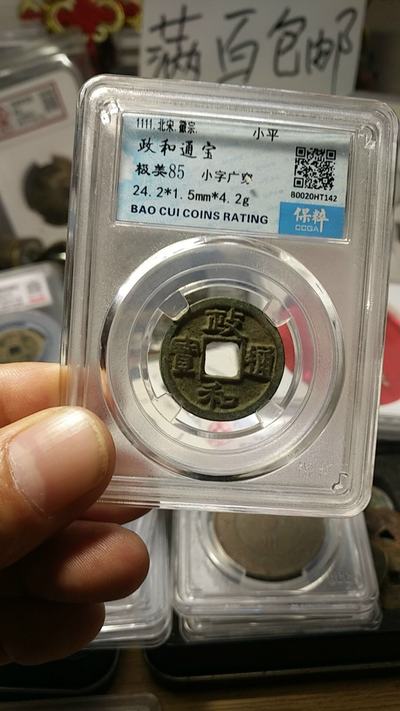 满百包邮
1111.北宋.徽宗.
小平
政和通宝
极美85 小字广穿
24.2*1.5mm*4.2g
80020HT142
BAO CUI COINS RATING
保粹
CCGA
政和通寳